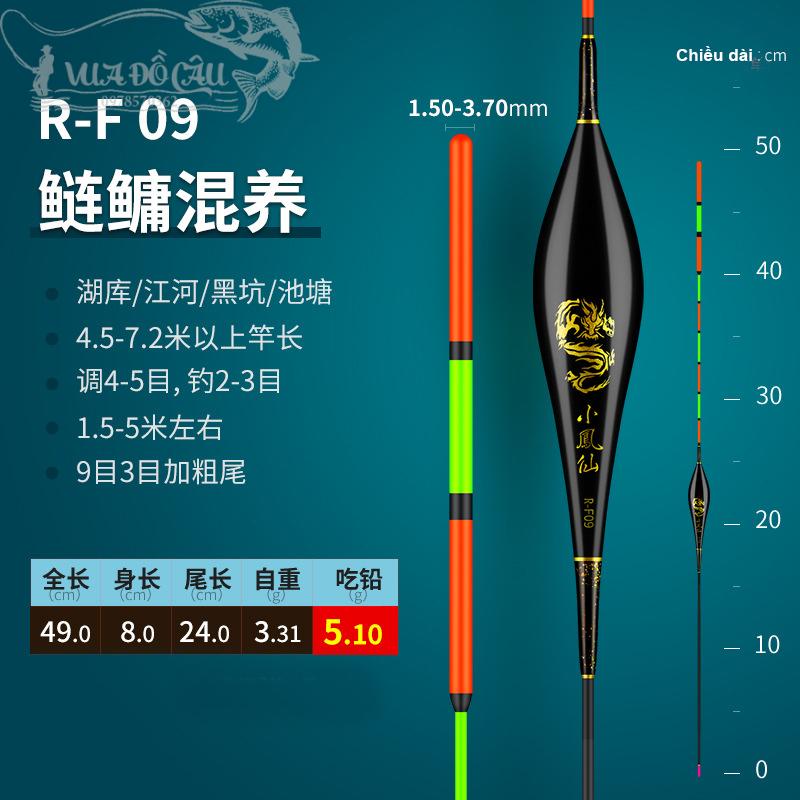 VUA ĐỒ CÂU
R-F 09
鲢鳙混养
湖库/江河/黑坑/池塘
4.5-7.2米以上竿长
调4-5目, 钓2-3目
1.5-5米左右
9目3目加粗尾
全长 身长 尾长 自重 吃铅
(cm) (cm) (cm) (g) (g)
49.0 8.0 24.0 3.31 5.10
1.50-3.70mm
小鳳仙
R-F09
Chiều dài : cm
50
40
30
20
10
0